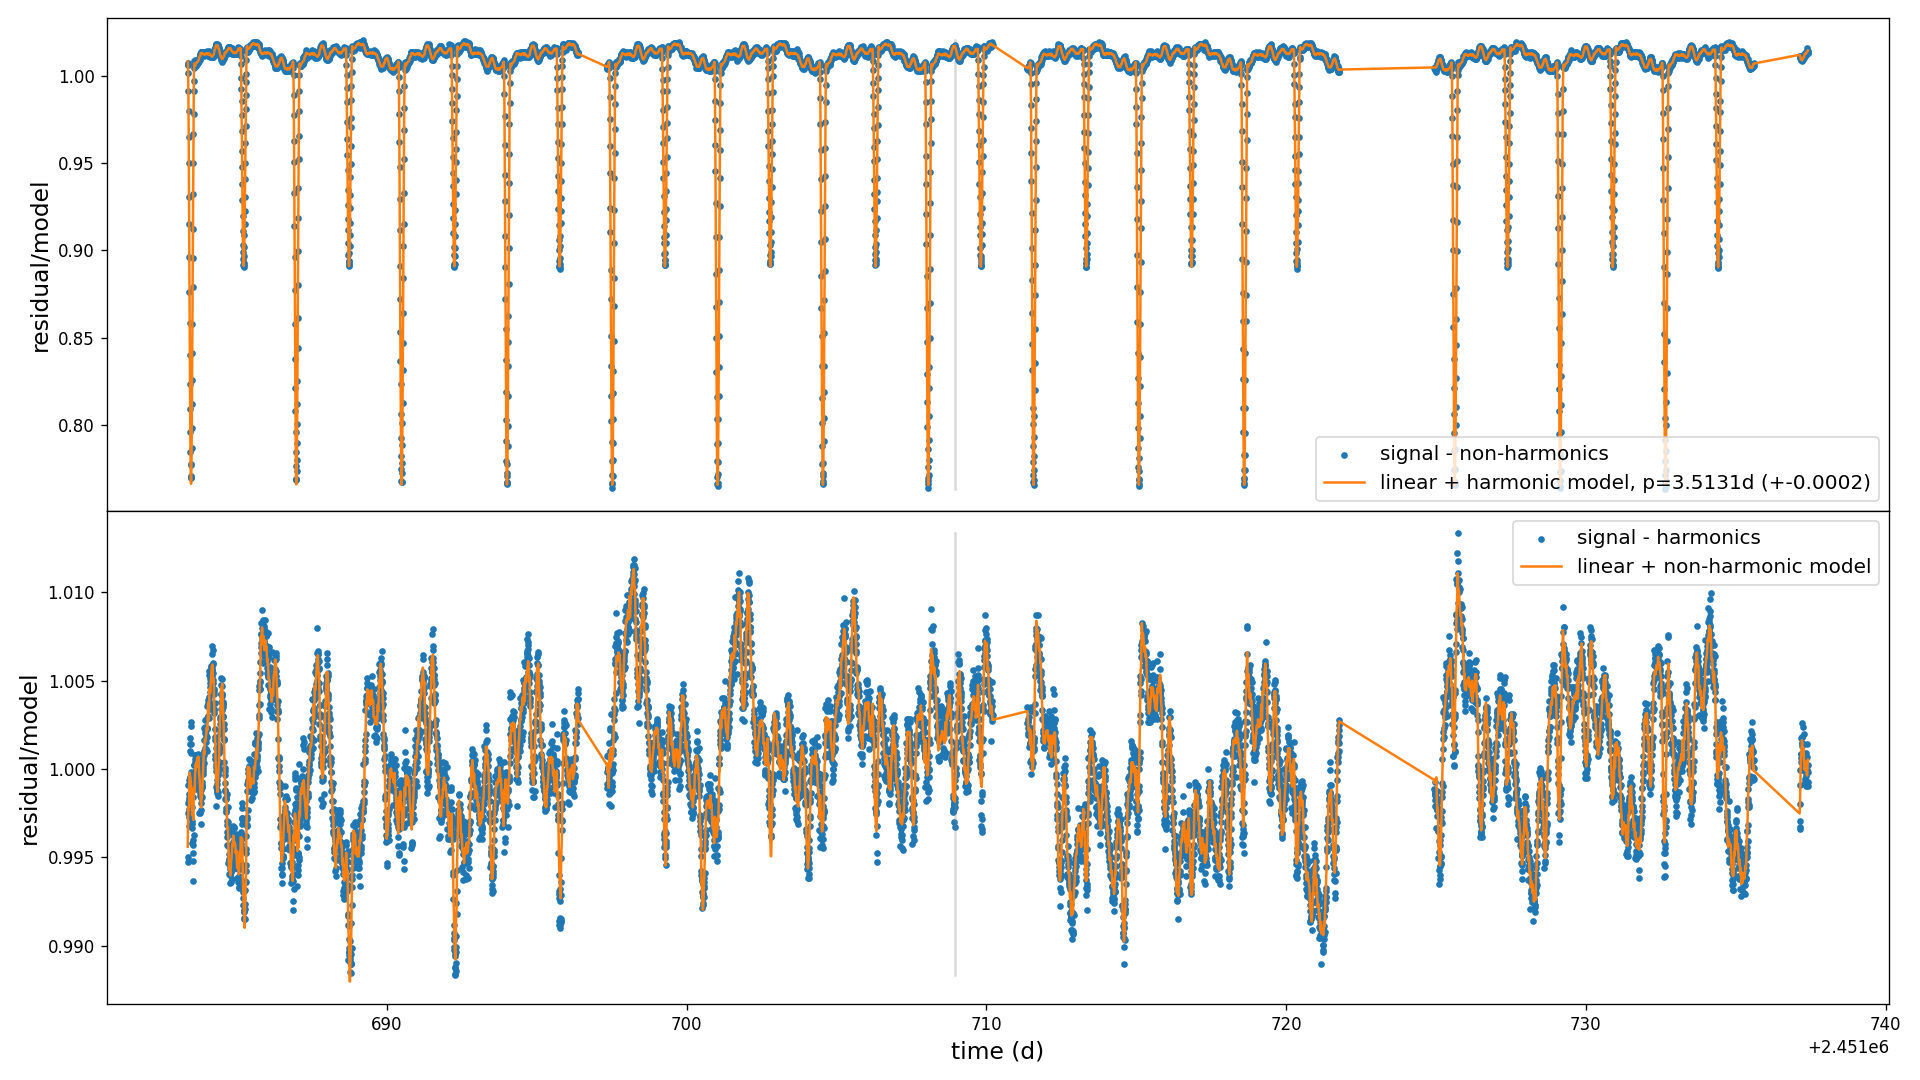 residual/model
1.00
0.95
0.90
0.85
0.80
signal - non-harmonics
linear + harmonic model, p=3.5131d (+-0.0002)
residual/model
1.010
1.005
1.000
0.995
0.990
signal - harmonics
linear + non-harmonic model
690
700
710
720
730
740
time (d)
+2.451e6